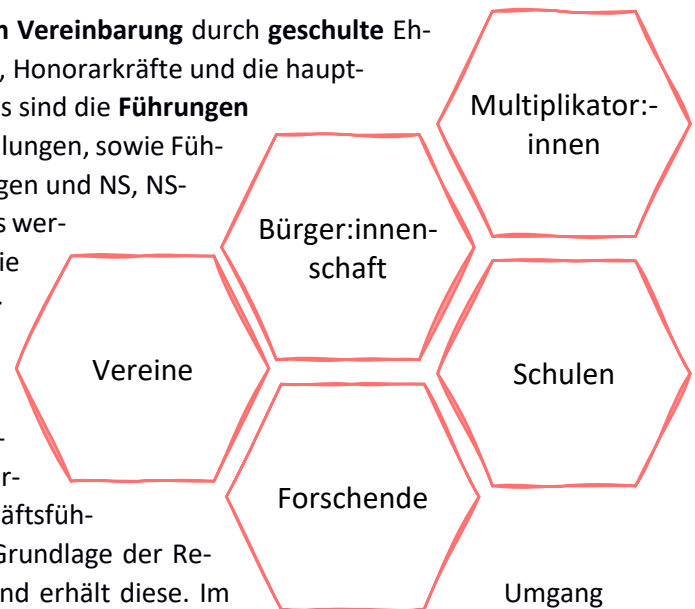 n Vereinbarung durch geschulte Eh-
, Honorarkräfte und die haupt-
s sind die Führungen
lungen, sowie Füh-
gen und NS, NS-
s wer-
ie
.
-
r-
äftsfüh-
Grundlage der Re-
nd erhält diese. Im
Umgang
Multiplikator:-
innen
Bürger:innen-
schaft
Vereine
Schulen
Forschende